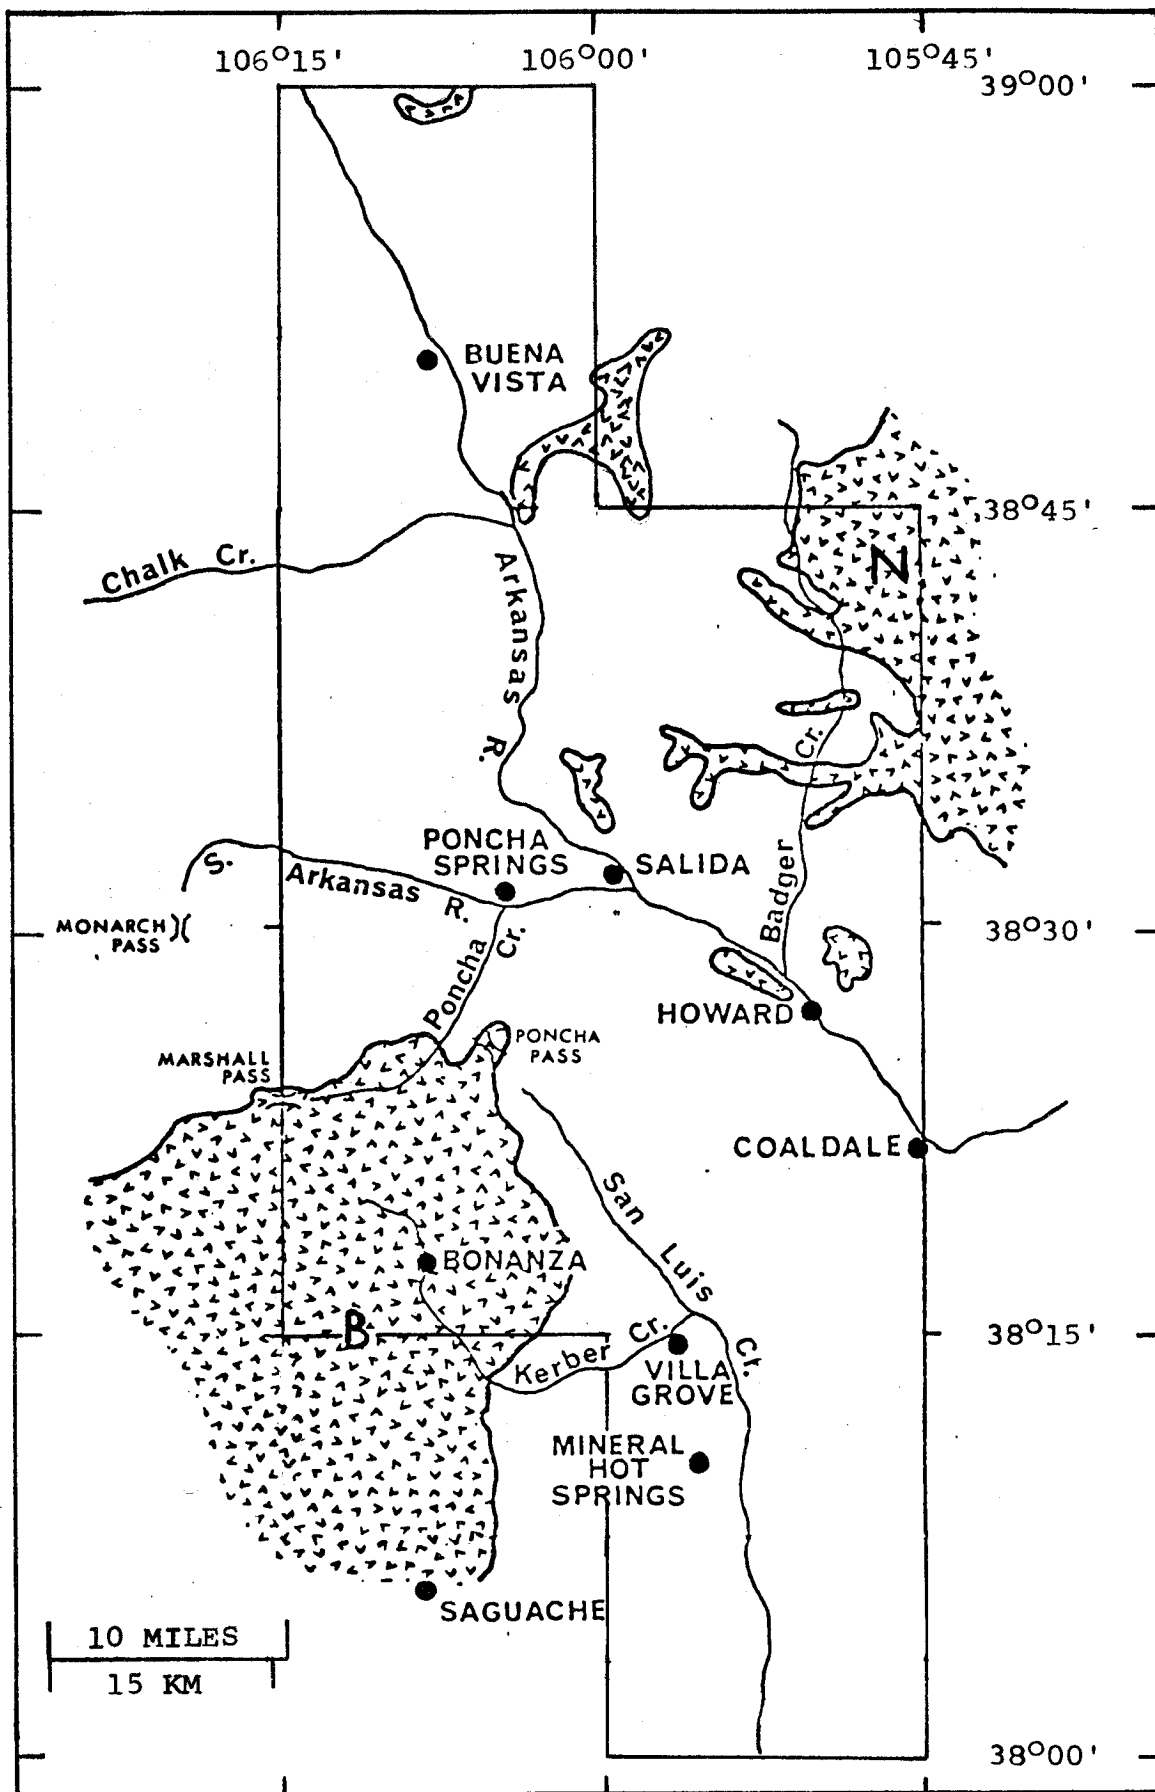 106°15'
106°00'
105°45'
39°00'
BUENA
VISTA
38°45'
N
Chalk Cr.
Arkansas R.
Cr.
PONCHA
SPRINGS
SALIDA
S. Arkansas R.
Badger
MONARCH
PASS
38°30'
Poncha Cr.
HOWARD
PONCHA
PASS
MARSHALL
PASS
COALDALE
San Luis Cr.
BONANZA
B
38°15'
Kerber Cr.
VILLA
GROVE
MINERAL
HOT
SPRINGS
SAGUACHE
10 MILES
15 KM
38°00'